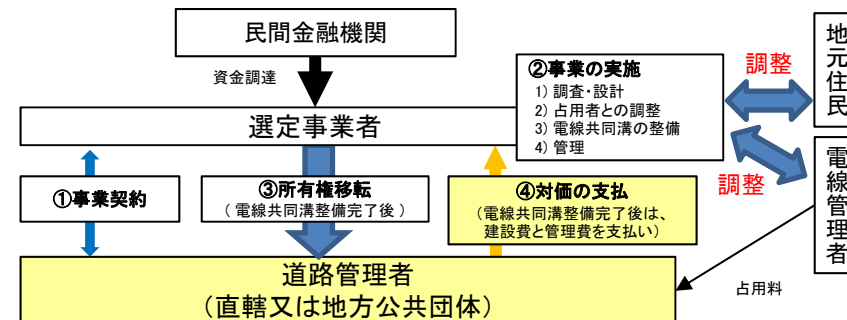 民間金融機関
資金調達
選定事業者
②事業の実施
1) 調査・設計
2) 占用者との調整
3) 電線共同溝の整備
4) 管理
調整
地元住民
調整
電線管理者
①事業契約
③所有権移転
（電線共同溝整備完了後）
④対価の支払
(電線共同溝整備完了後は、
建設費と管理費を支払い)
占用料
道路管理者
(直轄又は地方公共団体)